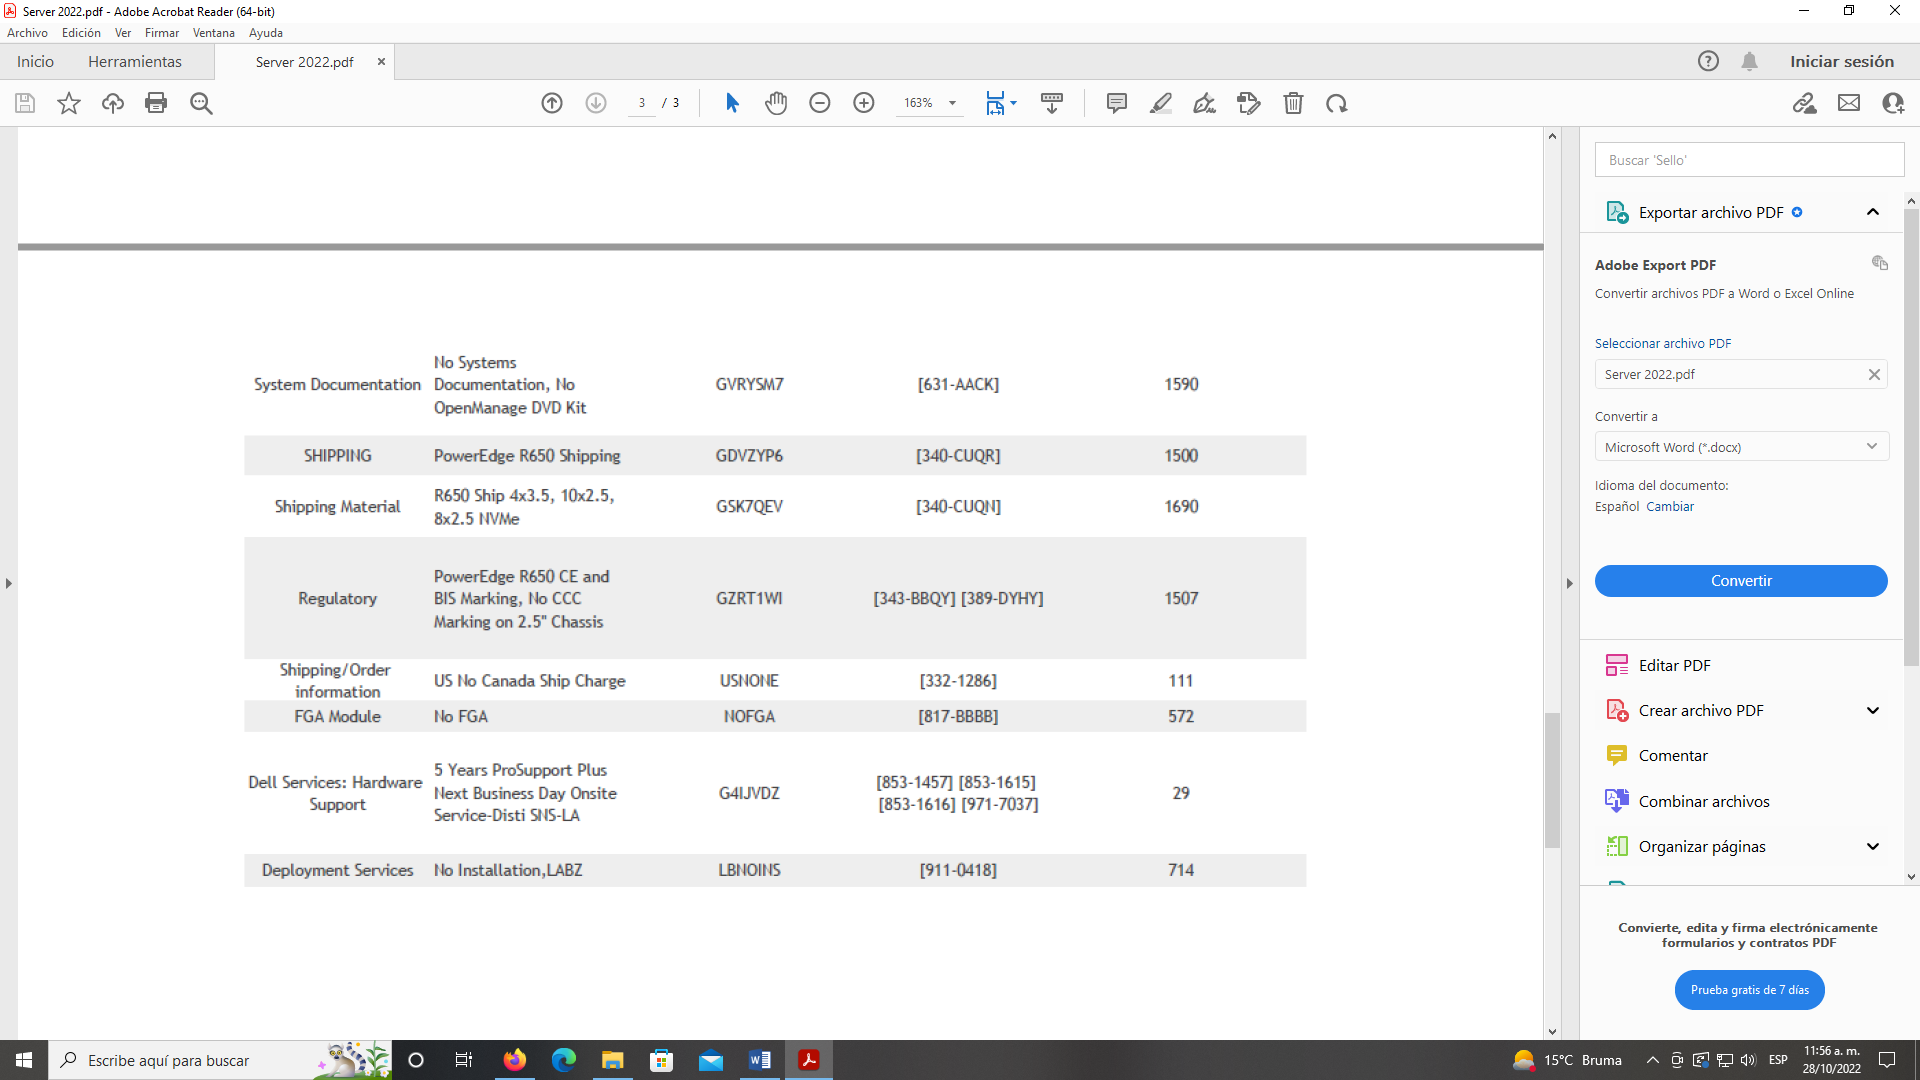 Server 2022.pdf - Adobe Acrobat Reader (64-bit)
Archivo Edición Ver Firmar Ventana Ayuda
Inicio Herramientas Server 2022.pdf Iniciar sesión
3 / 3 163%
System Documentation
No Systems
Documentation, No
OpenManage DVD Kit
GVRYSM7 [631-AACK] 1590
SHIPPING PowerEdge R650 Shipping GDVZYP6 [340-CUQR] 1500
Shipping Material
R650 Ship 4x3.5, 10x2.5,
8x2.5 NVMe
GSK7QEV [340-CUQN] 1690
Regulatory
PowerEdge R650 CE and
BIS Marking, No CCC
Marking on 2.5" Chassis
GZRT1WI [343-BBQY] [389-DYHY] 1507
Shipping/Order
information
US No Canada Ship Charge USNONE [332-1286] 111
FGA Module No FGA NOFGA [817-BBBB] 572
Dell Services: Hardware
Support
5 Years ProSupport Plus
Next Business Day Onsite
Service-Disti SNS-LA
G4IJVDZ
[853-1457] [853-1615]
[853-1616] [971-7037]
29
Deployment Services No Installation,LABZ LBNOINS [911-0418] 714
Buscar 'Sello'
Exportar archivo PDF
Adobe Export PDF
Convertir archivos PDF a Word o Excel Online
Seleccionar archivo PDF
Server 2022.pdf
Convertir a
Microsoft Word (*.docx)
Idioma del documento:
Español Cambiar
Convertir
Editar PDF
Crear archivo PDF
Comentar
Combinar archivos
Organizar páginas
Convierte, edita y firma electrónicamente
formularios y contratos PDF
Prueba gratis de 7 días
Escribe aquí para buscar
15°C Bruma
ESP
11:56 a. m.
28/10/2022